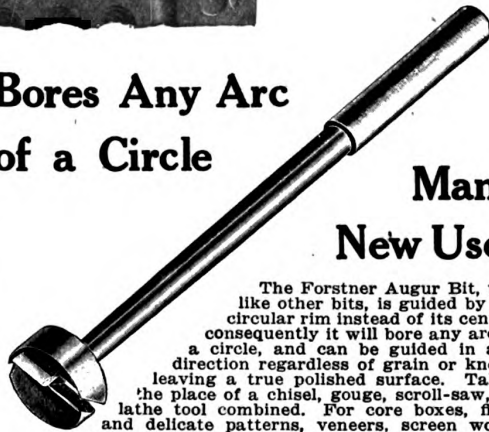 Bores Any Arc
of a Circle
Man
New Use
The Forstner Augur Bit,
like other bits, is guided by
circular rim instead of its cen
consequently it will bore any ar
a circle, and can be guided in a
direction regardless of grain or kn
leaving a true polished surface. Ta
the place of a chisel, gouge, scroll-saw,
lathe tool combined. For core boxes, f
and delicate patterns, veneers, screen wo